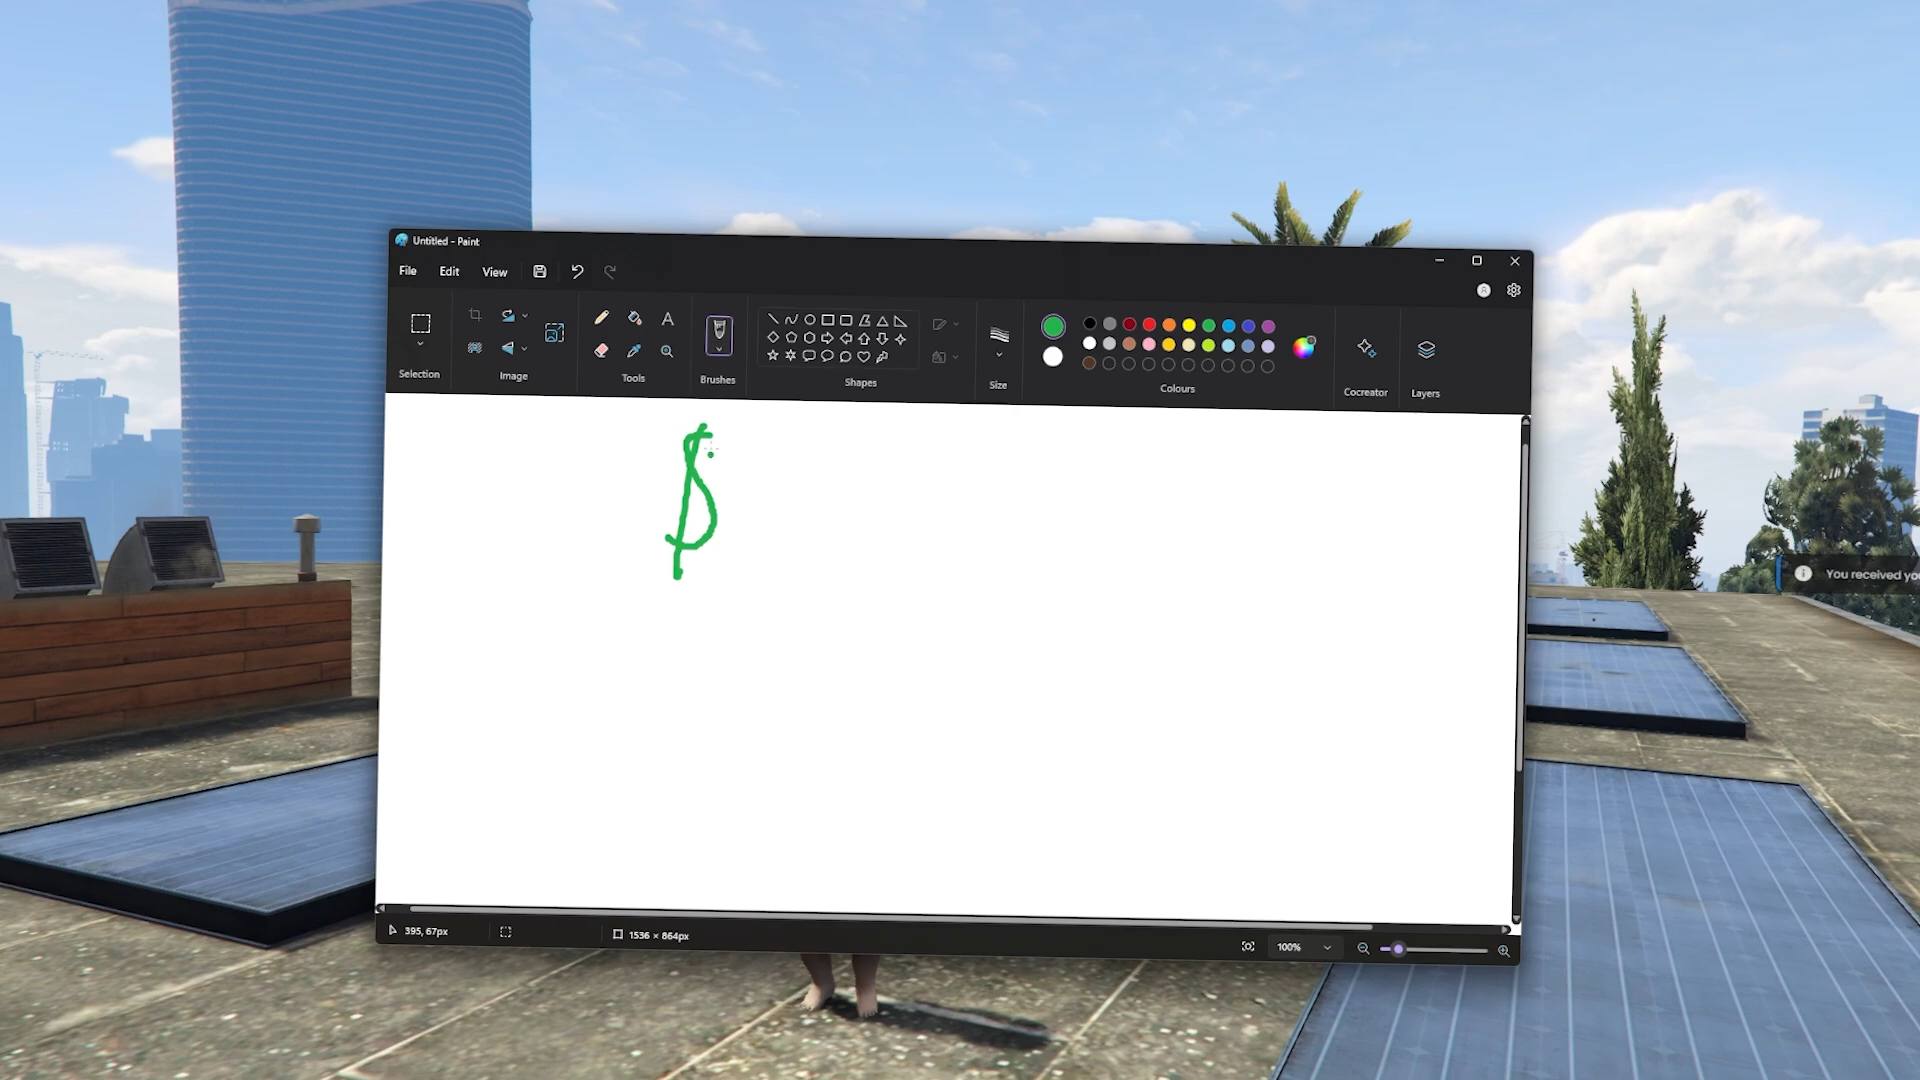 Untitled - Paint
File Edit View
Selection
Image
Tools
Brushes
Shapes
Size
Colours
Cocreator
Layers
$
You received
395, 67px
1536 × 864px
100%